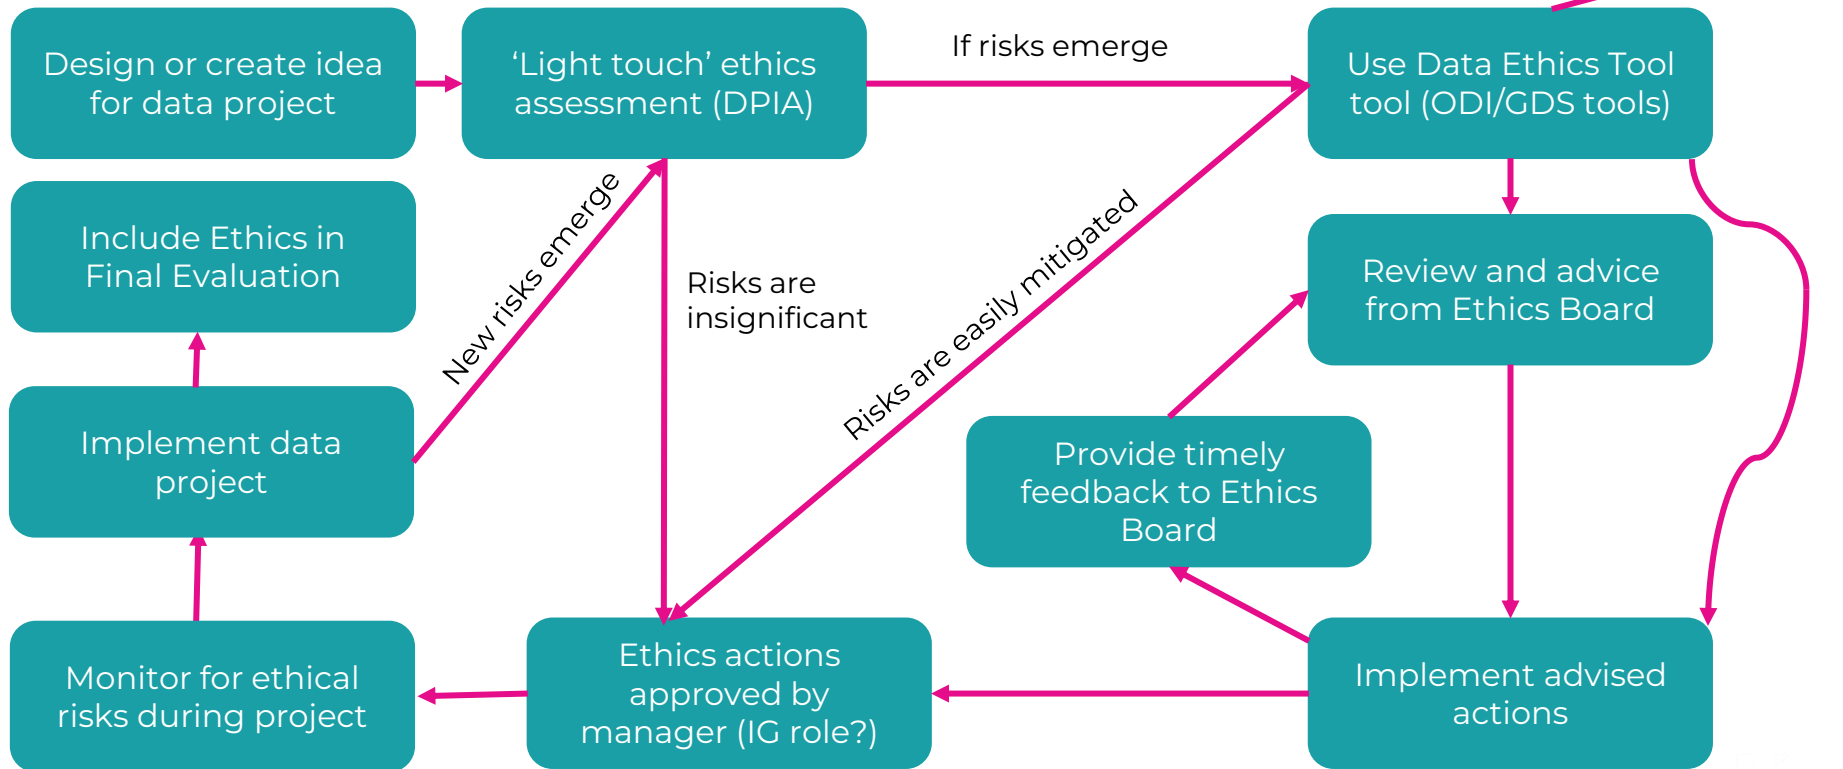 Design or create idea
for data project
‘Light touch’ ethics
assessment (DPIA)
If risks emerge
Use Data Ethics Tool
tool (ODI/GDS tools)
Include Ethics in
Final Evaluation
New risks emerge
Risks are
insignificant
Risks are easily mitigated
Review and advice
from Ethics Board
Implement data
project
Provide timely
feedback to Ethics
Board
Monitor for ethical
risks during project
Ethics actions
approved by
manager (IG role?)
Implement advised
actions